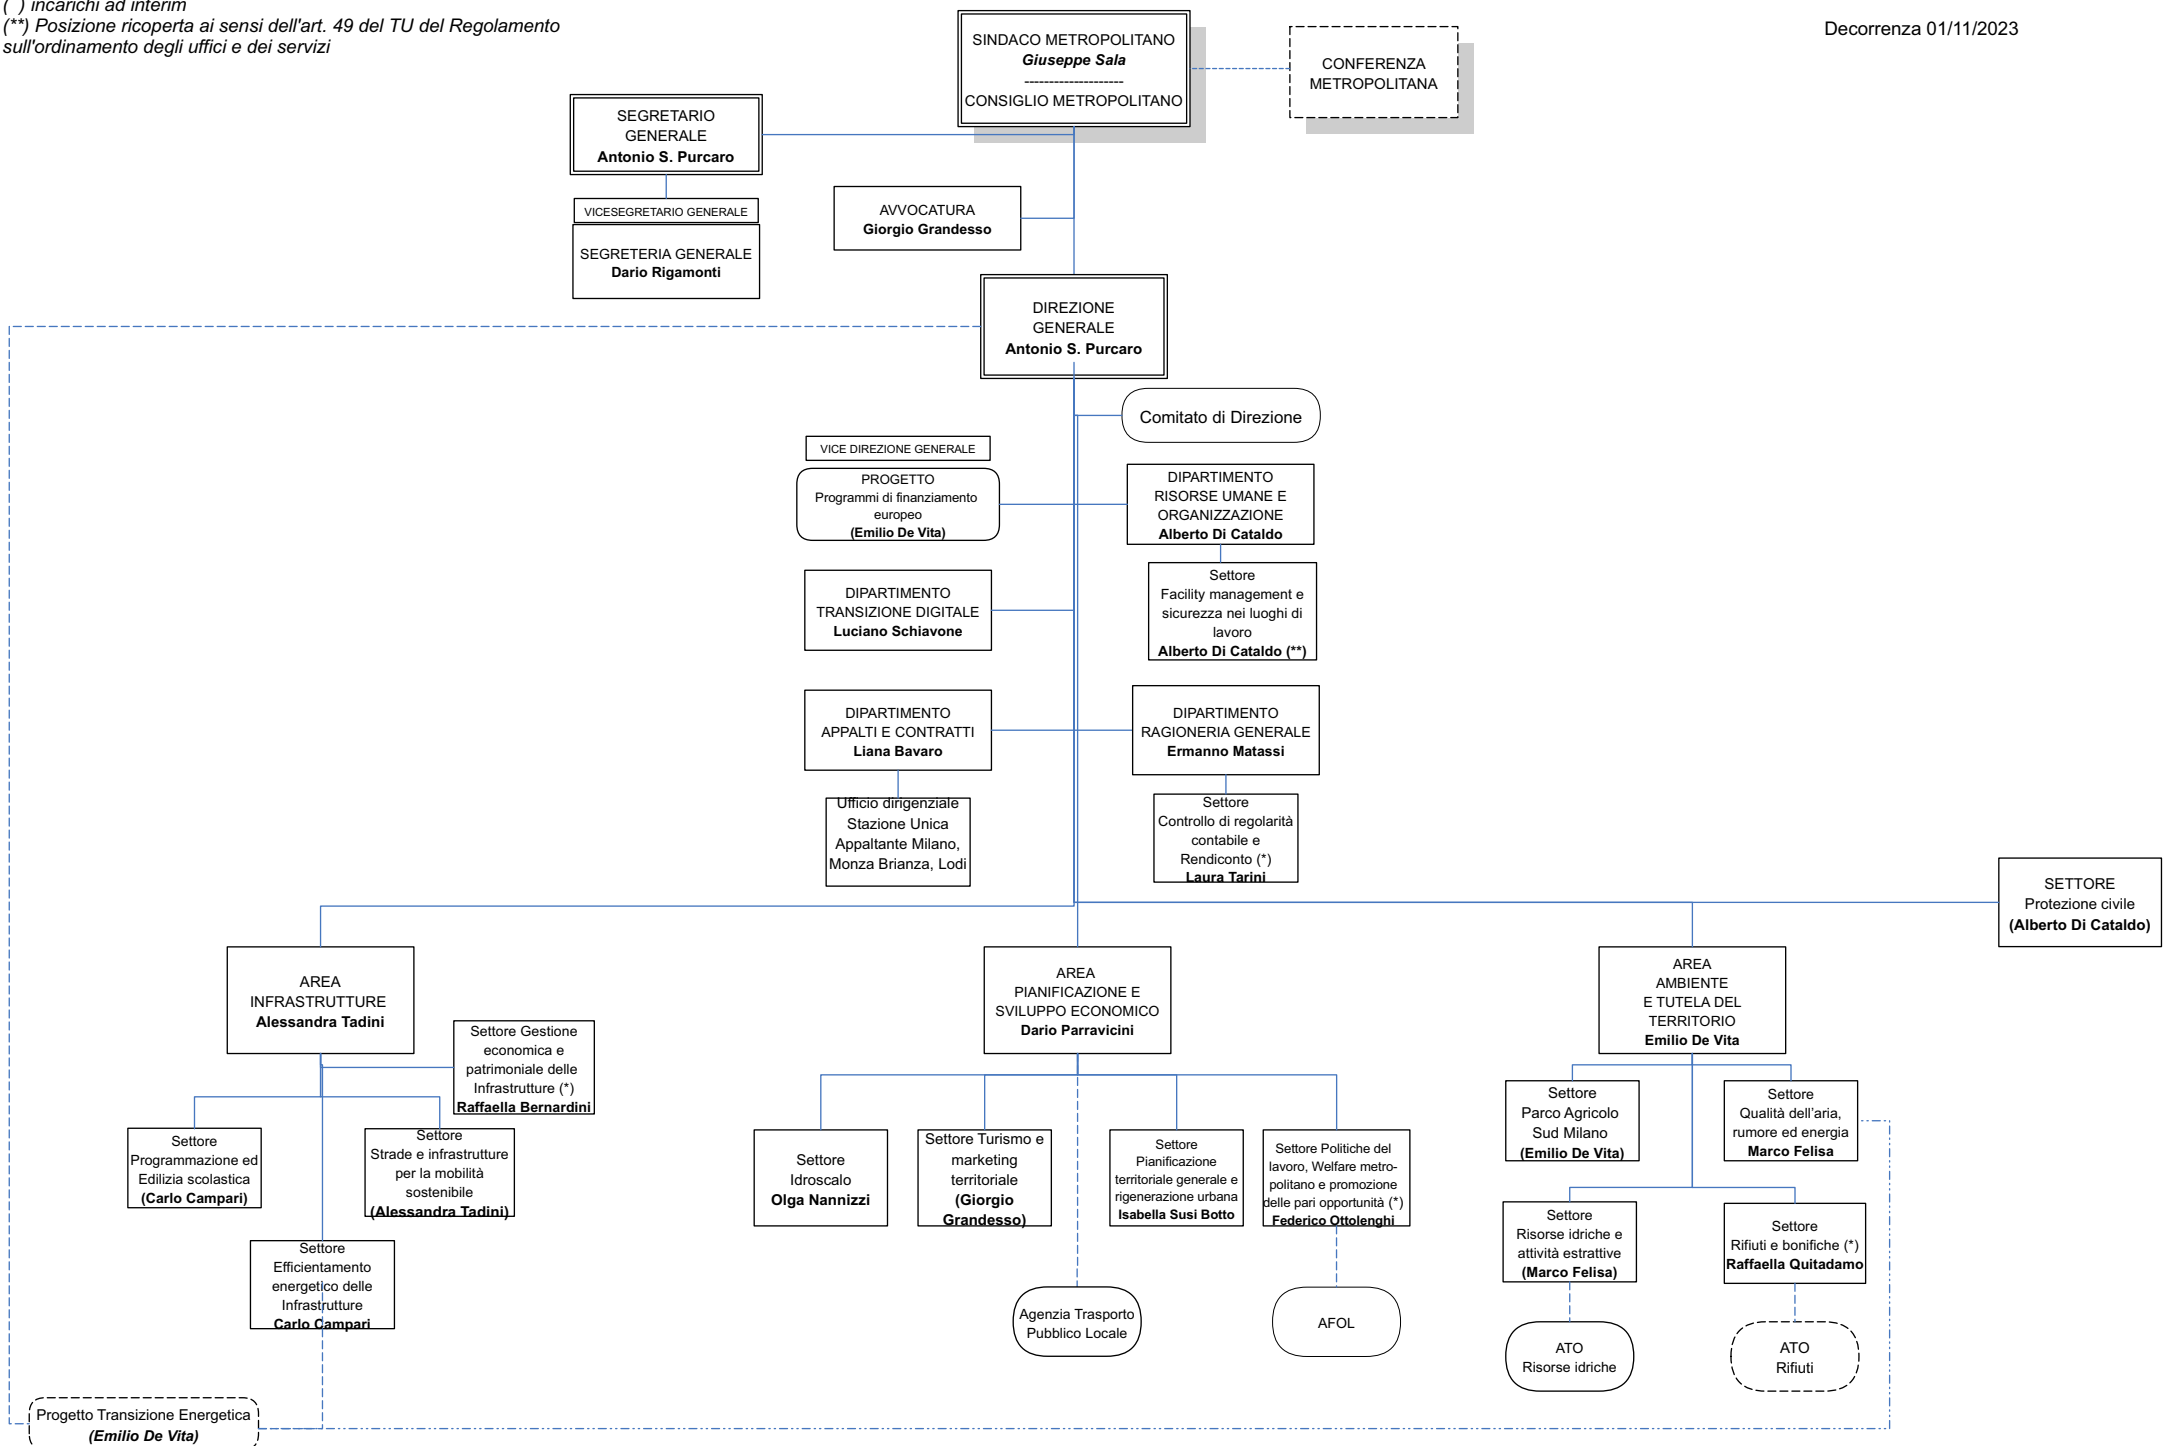 ( ) incarichi ad interim
(**) Posizione ricoperta ai sensi dell'art. 49 del TU del Regolamento
sull'ordinamento degli uffici e dei servizi
Decorrenza 01/11/2023
SINDACO METROPOLITANO
Giuseppe Sala
--------------------
CONSIGLIO METROPOLITANO
CONFERENZA
METROPOLITANA
SEGRETARIO
GENERALE
Antonio S. Purcaro
VICESEGRETARIO GENERALE
SEGRETERIA GENERALE
Dario Rigamonti
AVVOCATURA
Giorgio Grandesso
DIREZIONE
GENERALE
Antonio S. Purcaro
Comitato di Direzione
VICE DIREZIONE GENERALE
PROGETTO
Programmi di finanziamento
europeo
(Emilio De Vita)
DIPARTIMENTO
RISORSE UMANE E
ORGANIZZAZIONE
Alberto Di Cataldo
Settore
Facility management e
sicurezza nei luoghi di
lavoro
Alberto Di Cataldo (**)
DIPARTIMENTO
TRANSIZIONE DIGITALE
Luciano Schiavone
DIPARTIMENTO
APPALTI E CONTRATTI
Liana Bavaro
DIPARTIMENTO
RAGIONERIA GENERALE
Ermanno Matassi
Ufficio dirigenziale
Stazione Unica
Appaltante Milano,
Monza Brianza, Lodi
Settore
Controllo di regolarità
contabile e
Rendiconto (*)
Laura Tarini
SETTORE
Protezione civile
(Alberto Di Cataldo)
AREA
INFRASTRUTTURE
Alessandra Tadini
Settore Gestione
economica e
patrimoniale delle
Infrastrutture (*)
Raffaella Bernardini
Settore
Programmazione ed
Edilizia scolastica
(Carlo Campari)
Settore
Strade e infrastrutture
per la mobilità
sostenibile
(Alessandra Tadini)
Settore
Efficientamento
energetico delle
Infrastrutture
Carlo Campari
AREA
PIANIFICAZIONE E
SVILUPPO ECONOMICO
Dario Parravicini
Settore
Idroscalo
Olga Nannizzi
Settore Turismo e
marketing
territoriale
(Giorgio
Grandesso)
Settore
Pianificazione
territoriale generale e
rigenerazione urbana
Isabella Susi Botto
Settore Politiche del
lavoro, Welfare metro-
politano e promozione
delle pari opportunità (*)
Federico Ottolenghi
Agenzia Trasporto
Pubblico Locale
AFOL
AREA
AMBIENTE
E TUTELA DEL
TERRITORIO
Emilio De Vita
Settore
Parco Agricolo
Sud Milano
(Emilio De Vita)
Settore
Qualità dell'aria,
rumore ed energia
Marco Felisa
Settore
Risorse idriche e
attività estrattive
(Marco Felisa)
Settore
Rifiuti e bonifiche (*)
Raffaella Quitadamo
ATO
Risorse idriche
ATO
Rifiuti
Progetto Transizione Energetica
(Emilio De Vita)